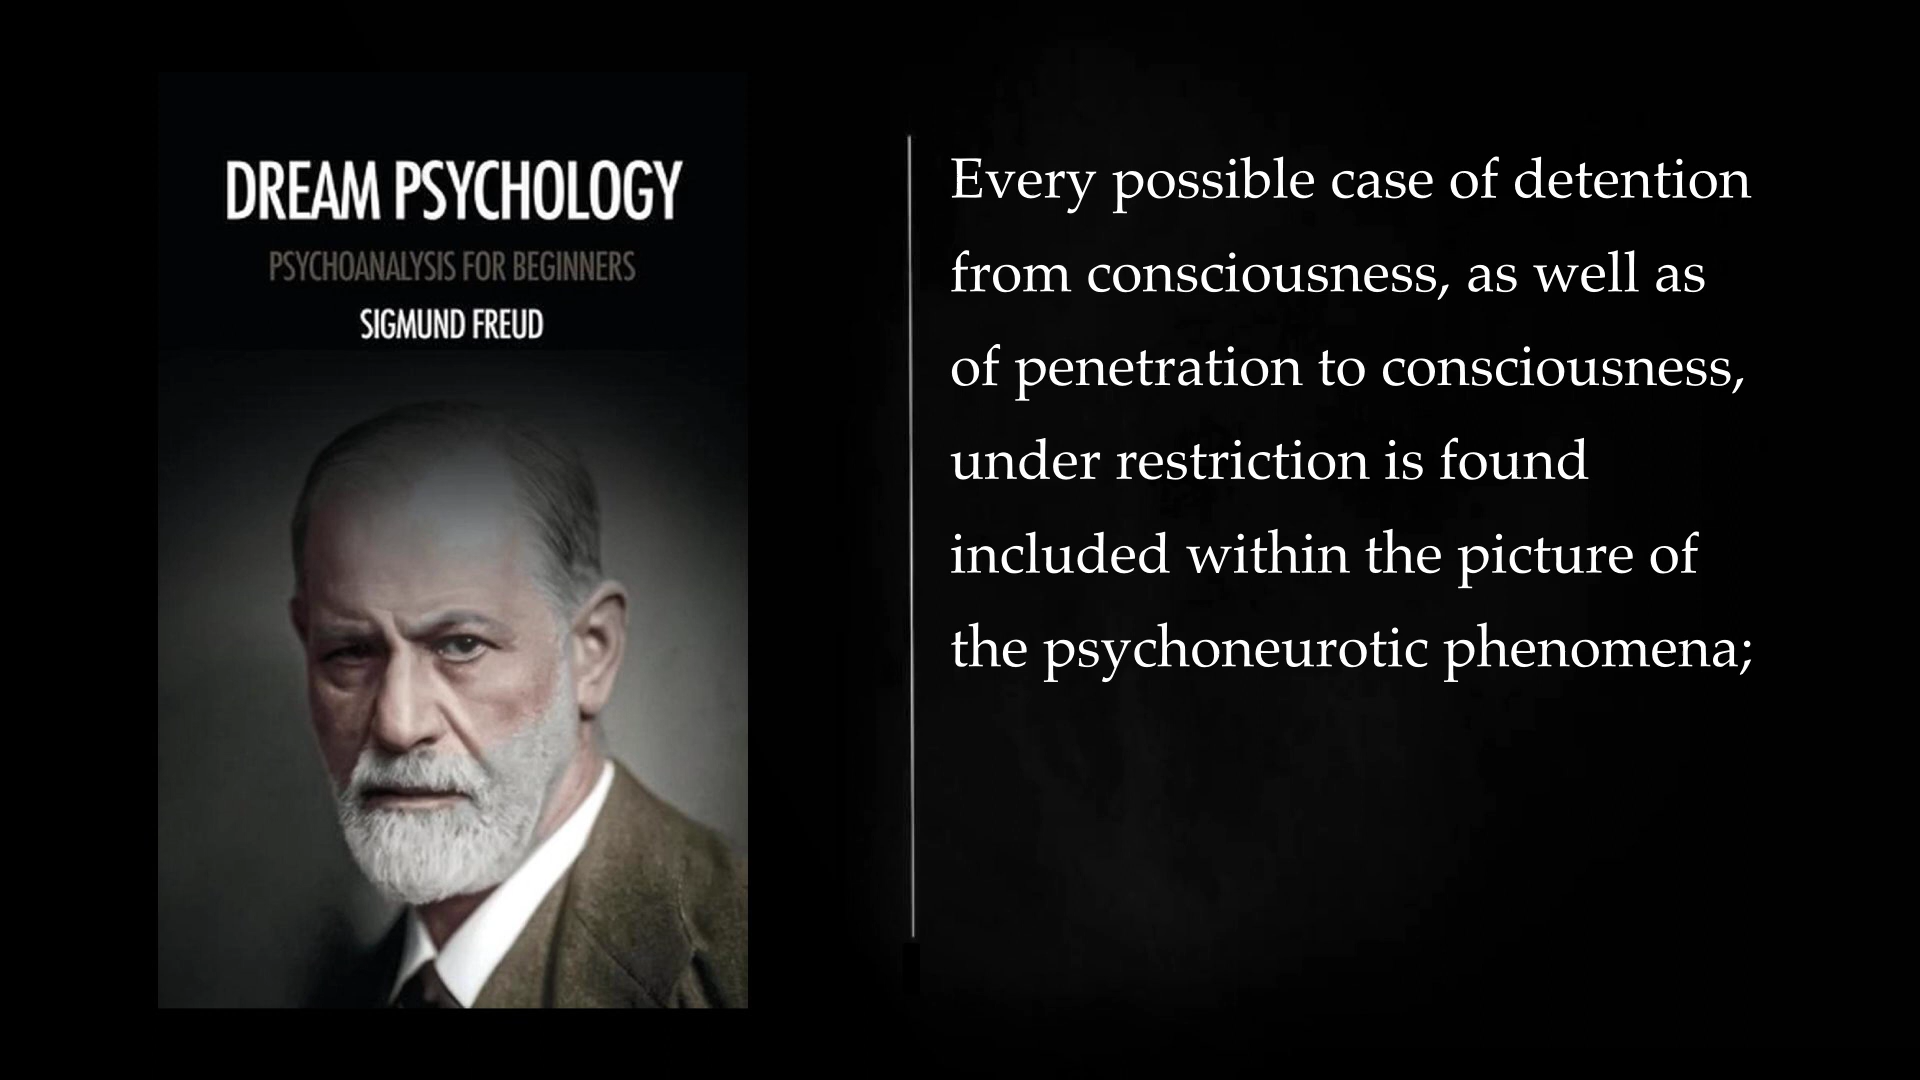 DREAM PSYCHOLOGY
PSYCHOANALYSIS FOR BEGINNERS
SIGMUND FREUD
Every possible case of detention
from consciousness, as well as
of penetration to consciousness,
under restriction is found
included within the picture of
the psychoneurotic phenomena;